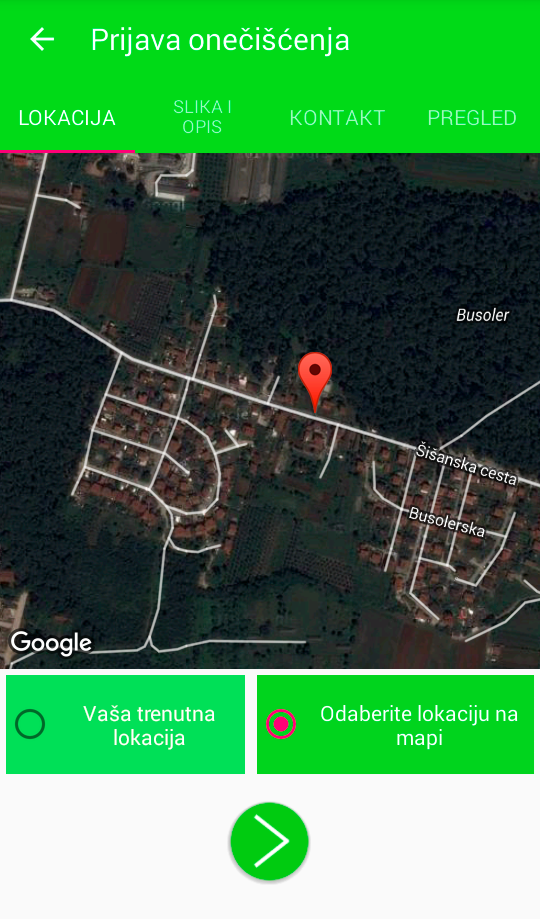 Prijava onečišćenja
LOKACIJA
SLIKA I
OPIS
KONTAKT
PREGLED
Busoler
Šišanska cesta
Busolerska
Google
Vaša trenutna
lokacija
Odaberite lokaciju na
mapi